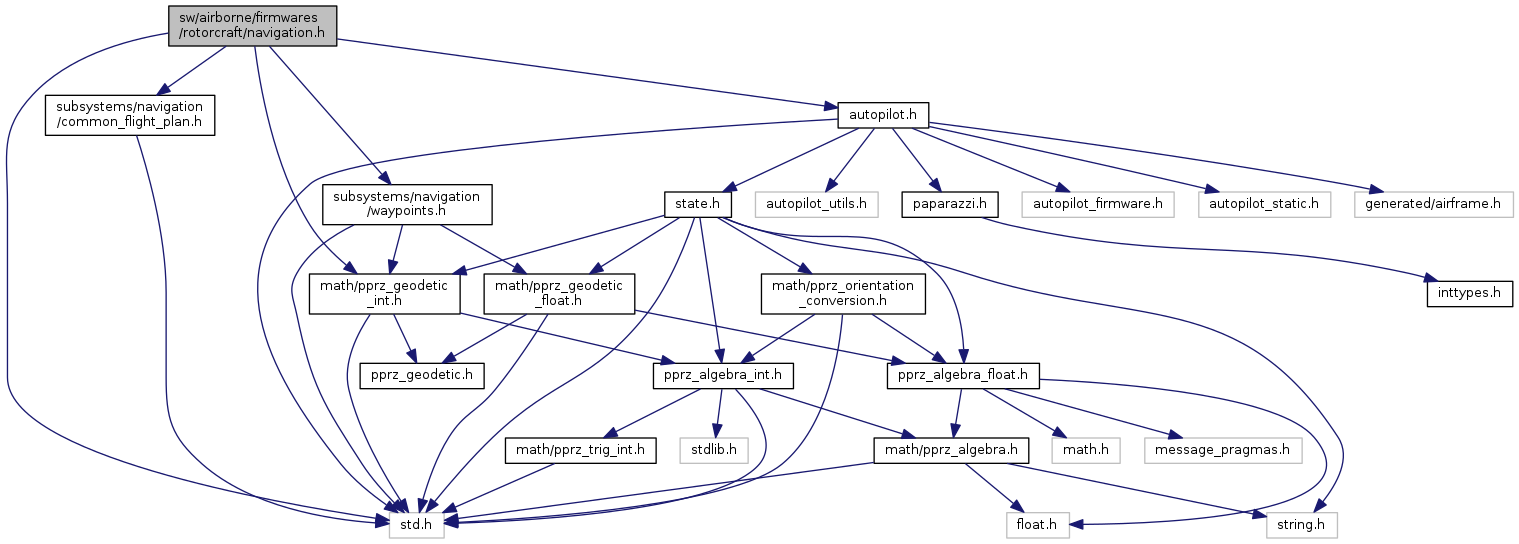 sw/airborne/firmwares
/rotorcraft/navigation.h
subsystems/navigation
/common_flight_plan.h
autopilot.h
subsystems/navigation
/waypoints.h
state.h
autopilot_utils.h
paparazzi.h
autopilot_firmware.h
autopilot_static.h
generated/airframe.h
math/pprz_geodetic
_int.h
math/pprz_geodetic
_float.h
math/pprz_orientation
_conversion.h
inttypes.h
pprz_geodetic.h
pprz_algebra_int.h
pprz_algebra_float.h
math/pprz_trig_int.h
stdlib.h
math/pprz_algebra.h
math.h
message_pragmas.h
std.h
float.h
string.h